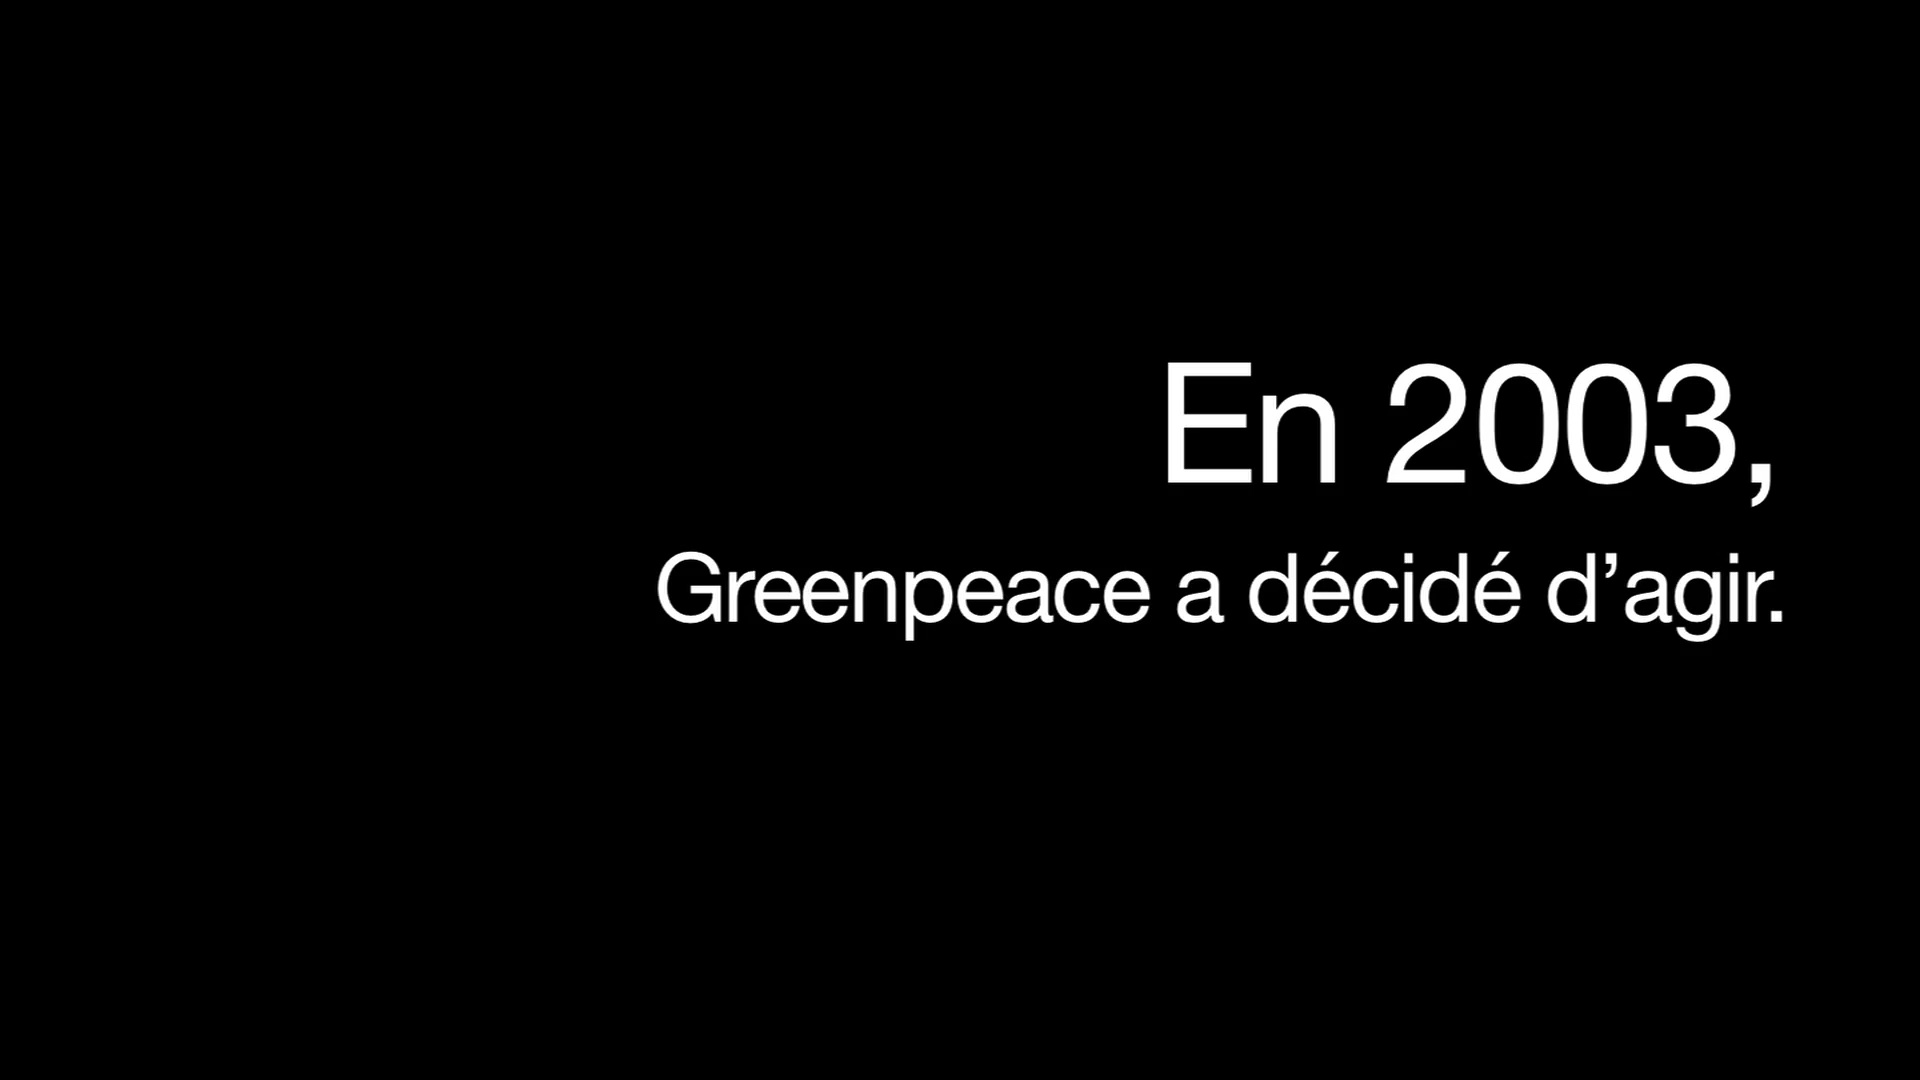 En 2003,
Greenpeace a décidé d’agir.